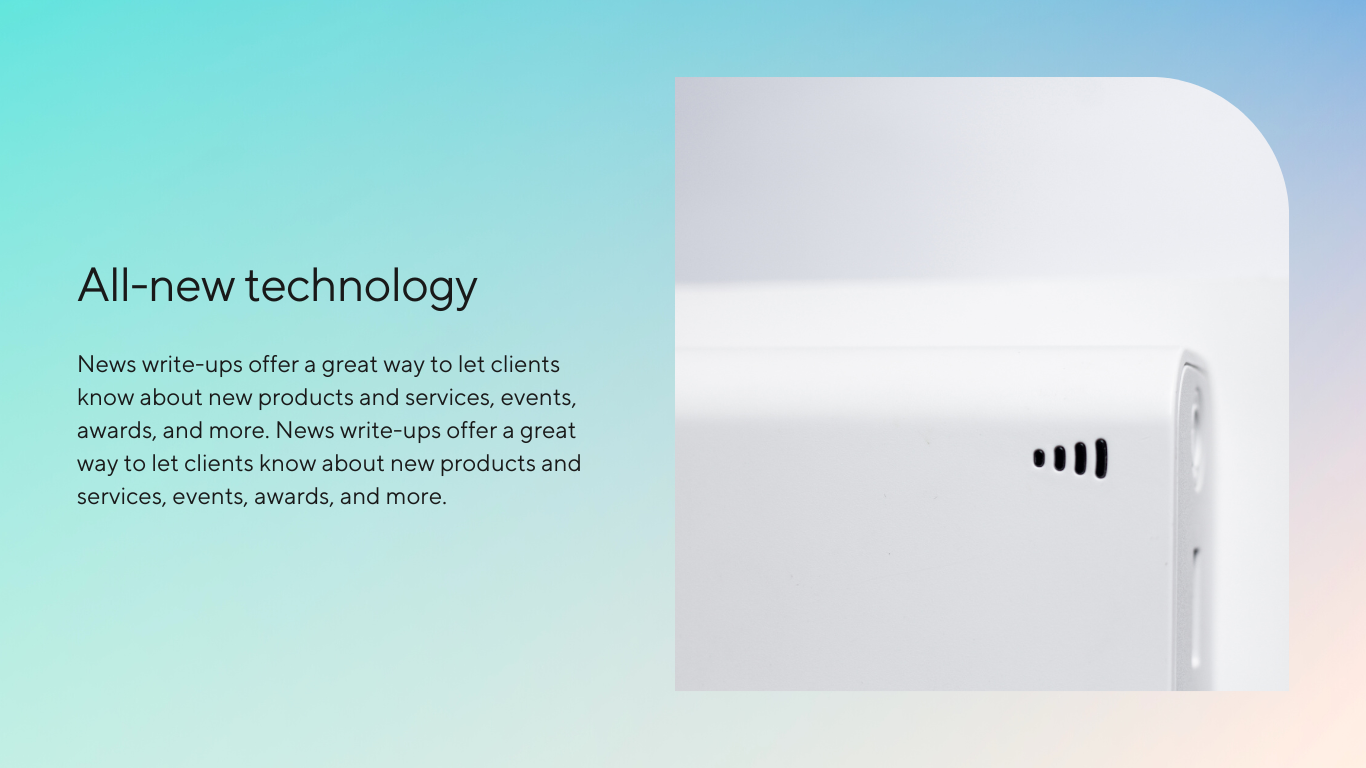 All-new technology
News write-ups offer a great way to let clients
know about new products and services, events,
awards, and more. News write-ups offer a great
way to let clients know about new products and
services, events, awards, and more.